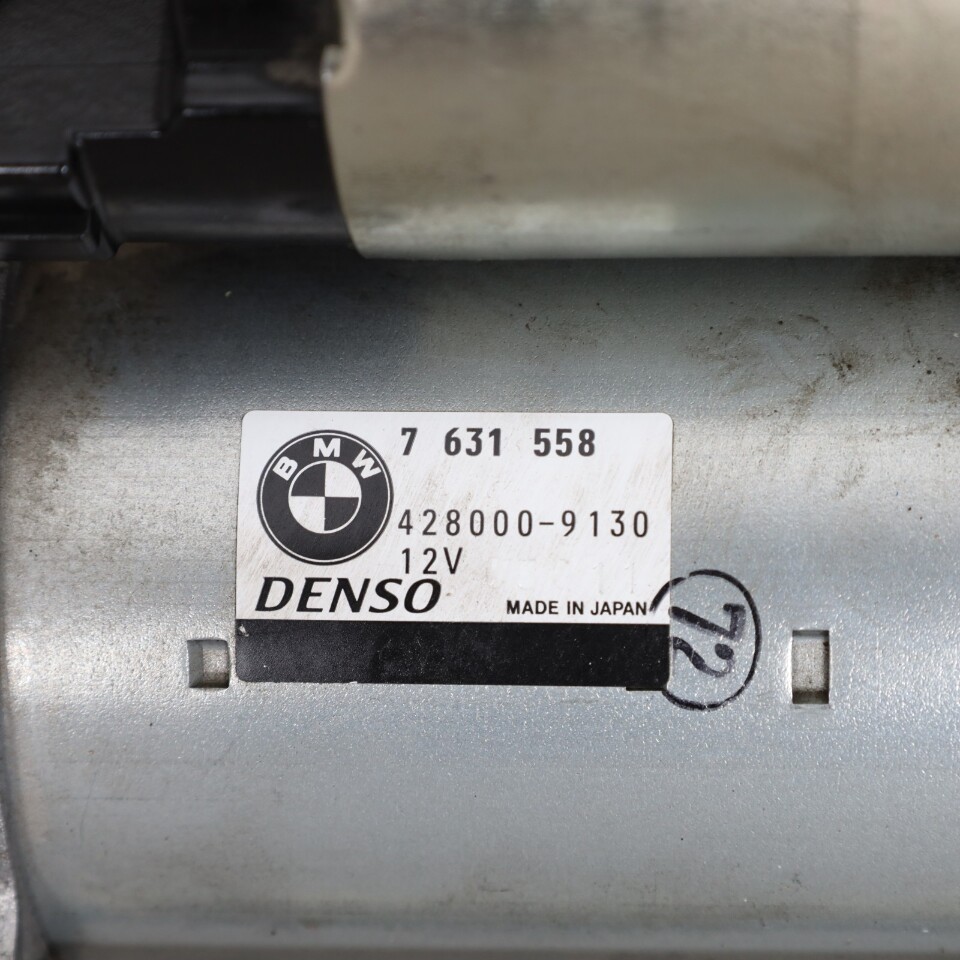 BMW
7 631 558
428000-9130
12V
DENSO
MADE IN JAPAN
72